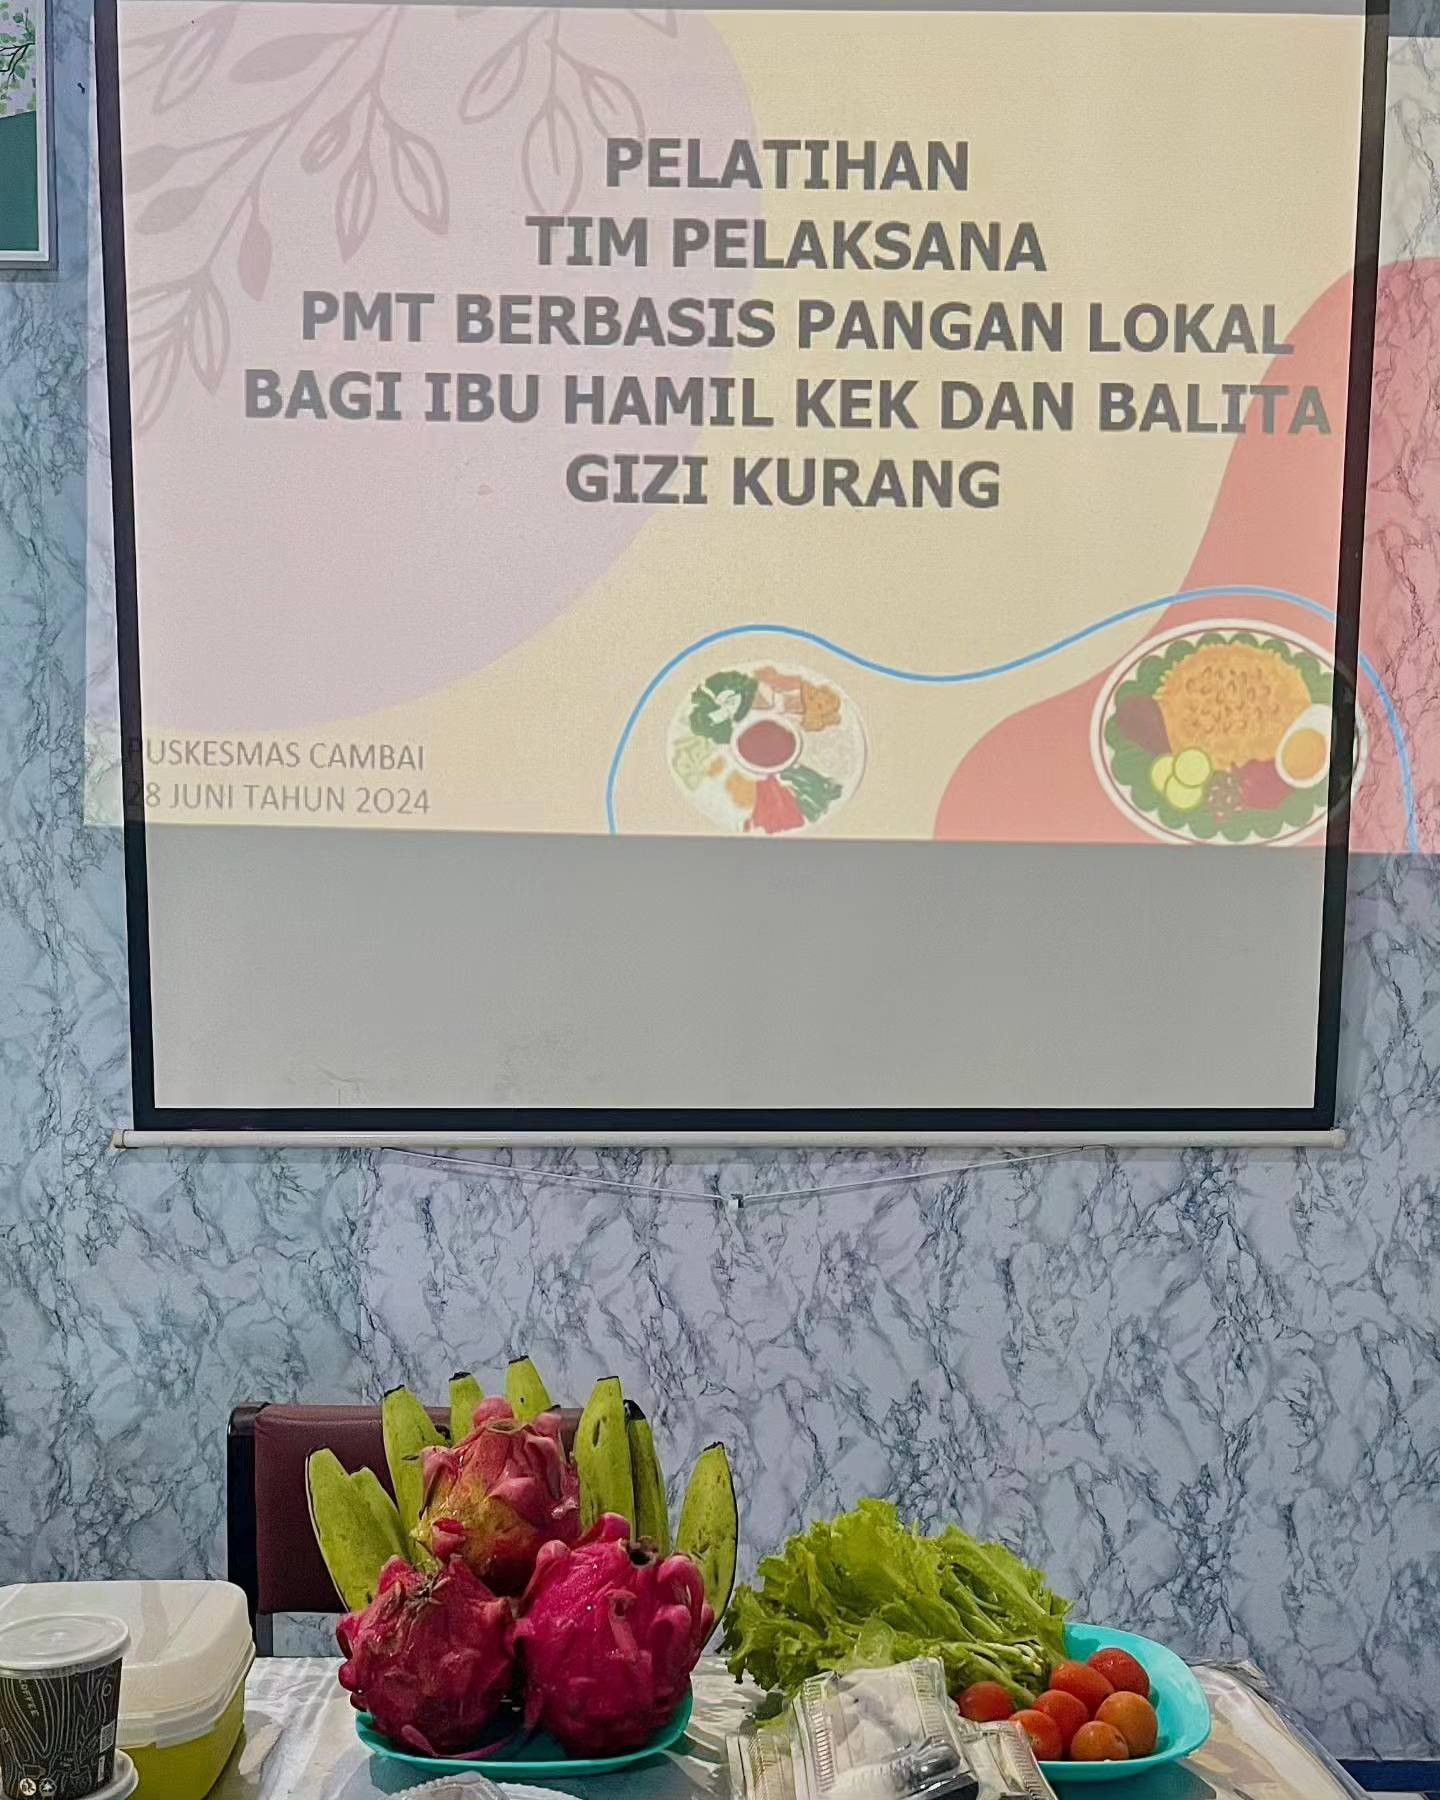 PELATIHAN
TIM PELAKSANA
PMT BERBASIS PANGAN LOKAL
BAGI IBU HAMIL KEK DAN BALITA
GIZI KURANG
PUSKESMAS CAMBAI
28 JUNI TAHUN 2024
COFFEE